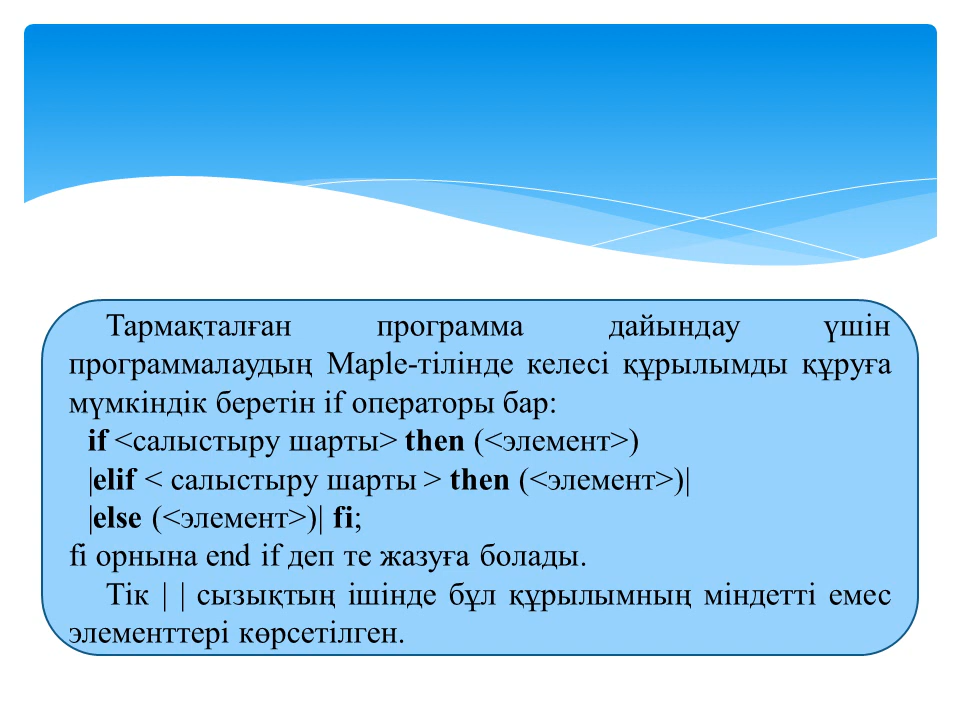 Тармақталған программа дайындау үшін
программалаудың Maple-тілінде келесі құрылымды құруға
мүмкіндік беретін if операторы бар:
if <салыстыру шарты> then (<элемент>)
|elif < салыстыру шарты > then (<элемент>)|
|else (<элемент>)| fi;
fi орнына end if деп те жазуға болады.
Тік | | сызықтың ішінде бұл құрылымның міндетті емес
элементтері көрсетілген.